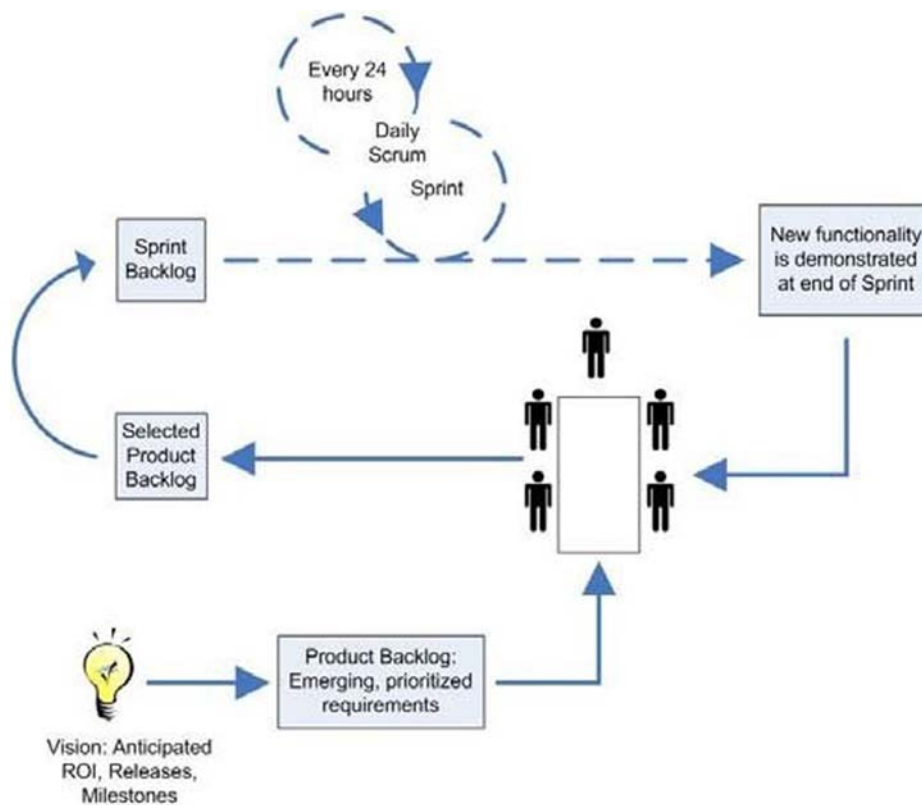 Every 24
hours
Daily
Scrum
Sprint
Sprint
Backlog
New functionality
is demonstrated
at end of Sprint
Selected
Product
Backlog
Product Backlog:
Emerging, prioritized
requirements
Vision: Anticipated
ROI, Releases,
Milestones